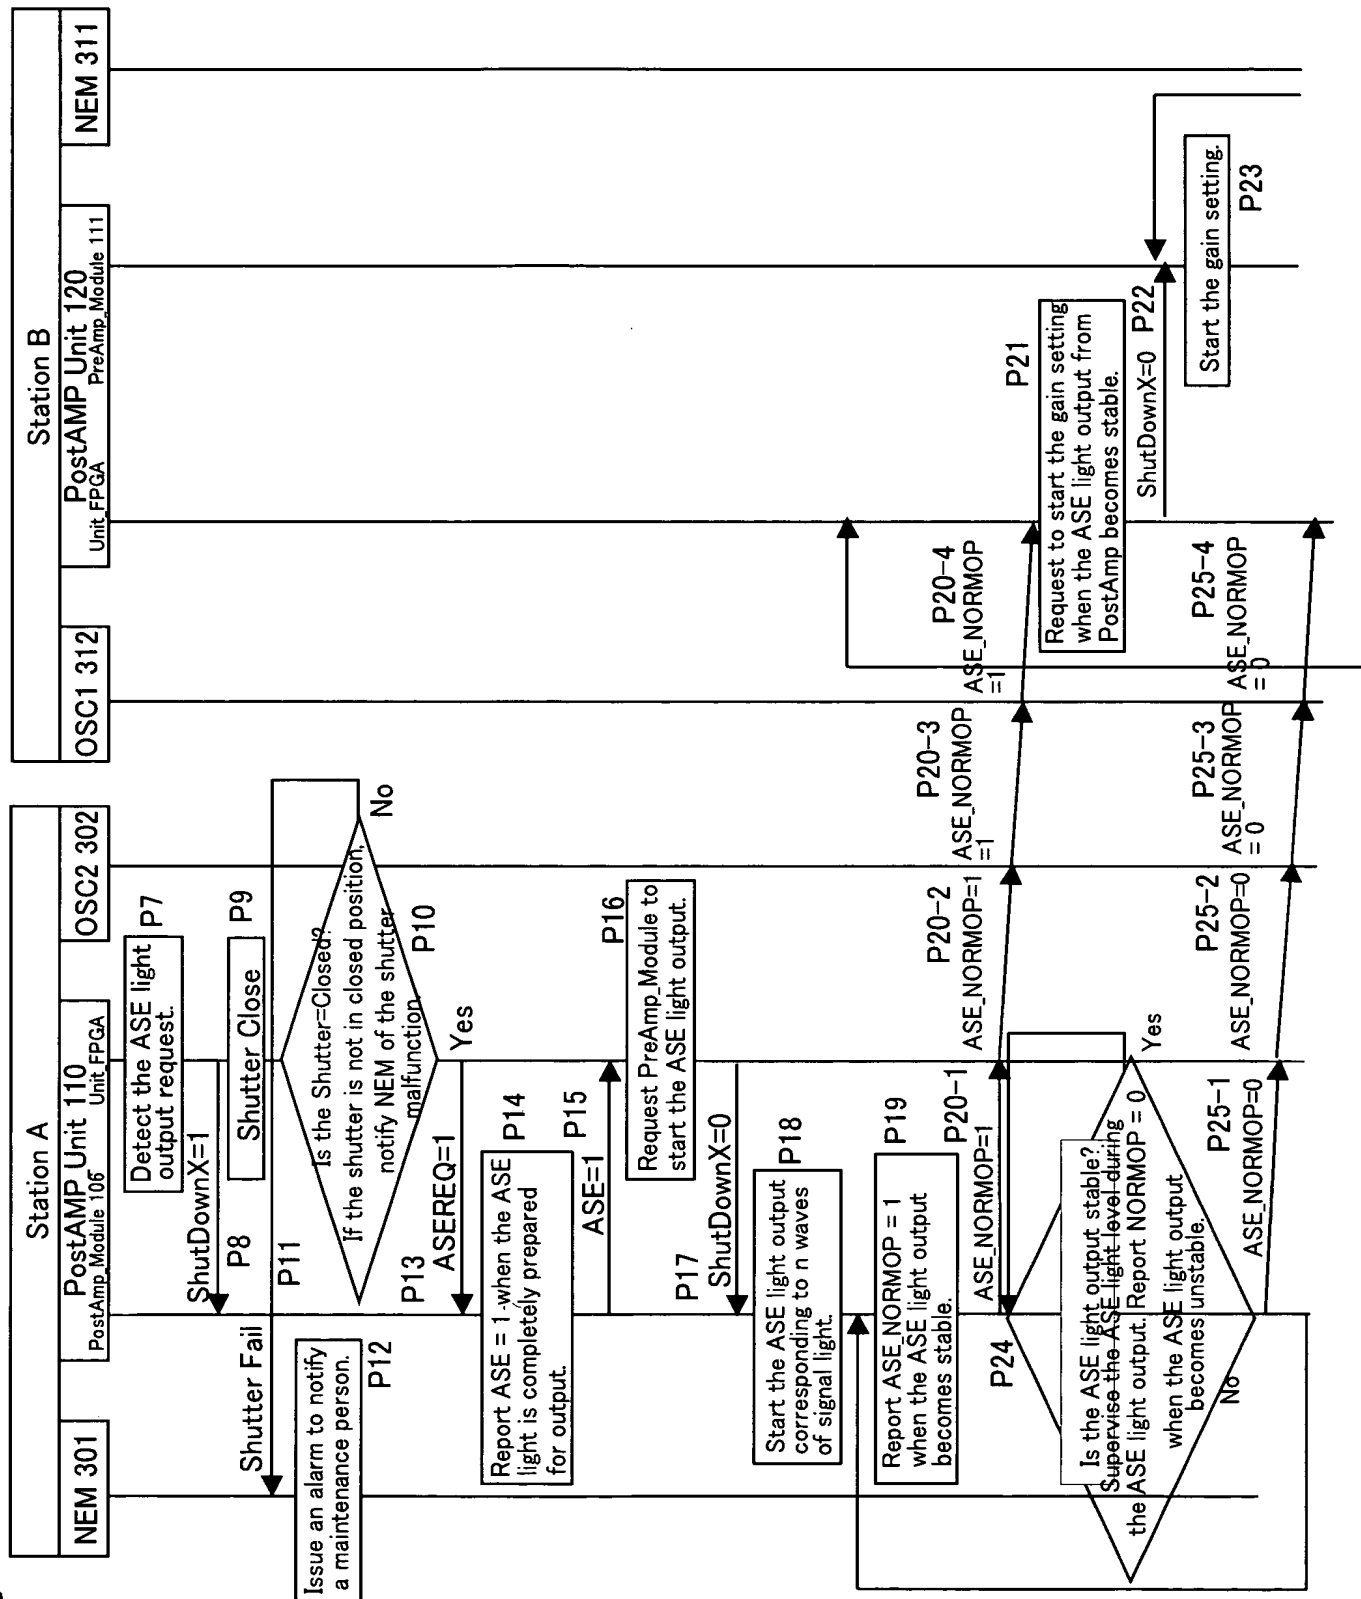 Station A
Station B
NEM 301
PostAMP Unit 110
PostAmp_Module 106
Unit_FPGA
OSC2 302
OSC1 312
PostAMP Unit 120
Unit_FPGA
PreAmp_Module 111
NEM 311
Detect the ASE light
output request.
P7
ShutDownX=1
P8
Shutter Close
P9
Is the Shutter=Closed?
If the shutter is not in closed position,
notify NEM of the shutter
malfunction.
P10
No
Yes
Shutter Fail
P11
Issue an alarm to notify
a maintenance person.
P12
P13
ASEREQ=1
Report ASE = 1 when the ASE
light is completely prepared
for output.
P14
P15
ASE=1
Request PreAmp_Module to
start the ASE light output.
P16
P17
ShutDownX=0
Start the ASE light output
corresponding to n waves
of signal light.
P18
Report ASE_NORMOP = 1
when the ASE light output
becomes stable.
P19
P20-1
ASE_NORMOP=1
P20-2
ASE_NORMOP=1
P20-3
ASE_NORMOP
=1
P20-4
ASE_NORMOP
=1
P21
Request to start the gain setting
when the ASE light output from
PostAmp becomes stable.
ShutDownX=0
P22
Start the gain setting.
P23
P24
Is the ASE light output stable?
Supervise the ASE light level during
the ASE light output. Report NORMOP = 0
when the ASE light output
becomes unstable.
Yes
No
P25-1
ASE_NORMOP=0
P25-2
ASE_NORMOP=0
P25-3
ASE_NORMOP
= 0
P25-4
ASE_NORMOP
= 0